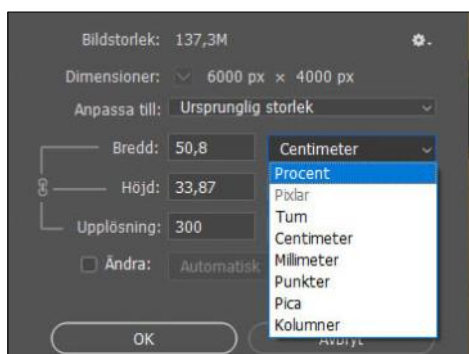 Bildstorlek: 137,3M
Dimensioner: 6000 px × 4000 px
Anpassa till: Ursprunglig storlek
Bredd: 50,8 Centimeter
Procent
Höjd: 33,87
Pixlar
Tum
Upplösning: 300
Centimeter
Millimeter
Ändra: Automatisk
Punkter
Pica
Kolumner
OK Avbryt